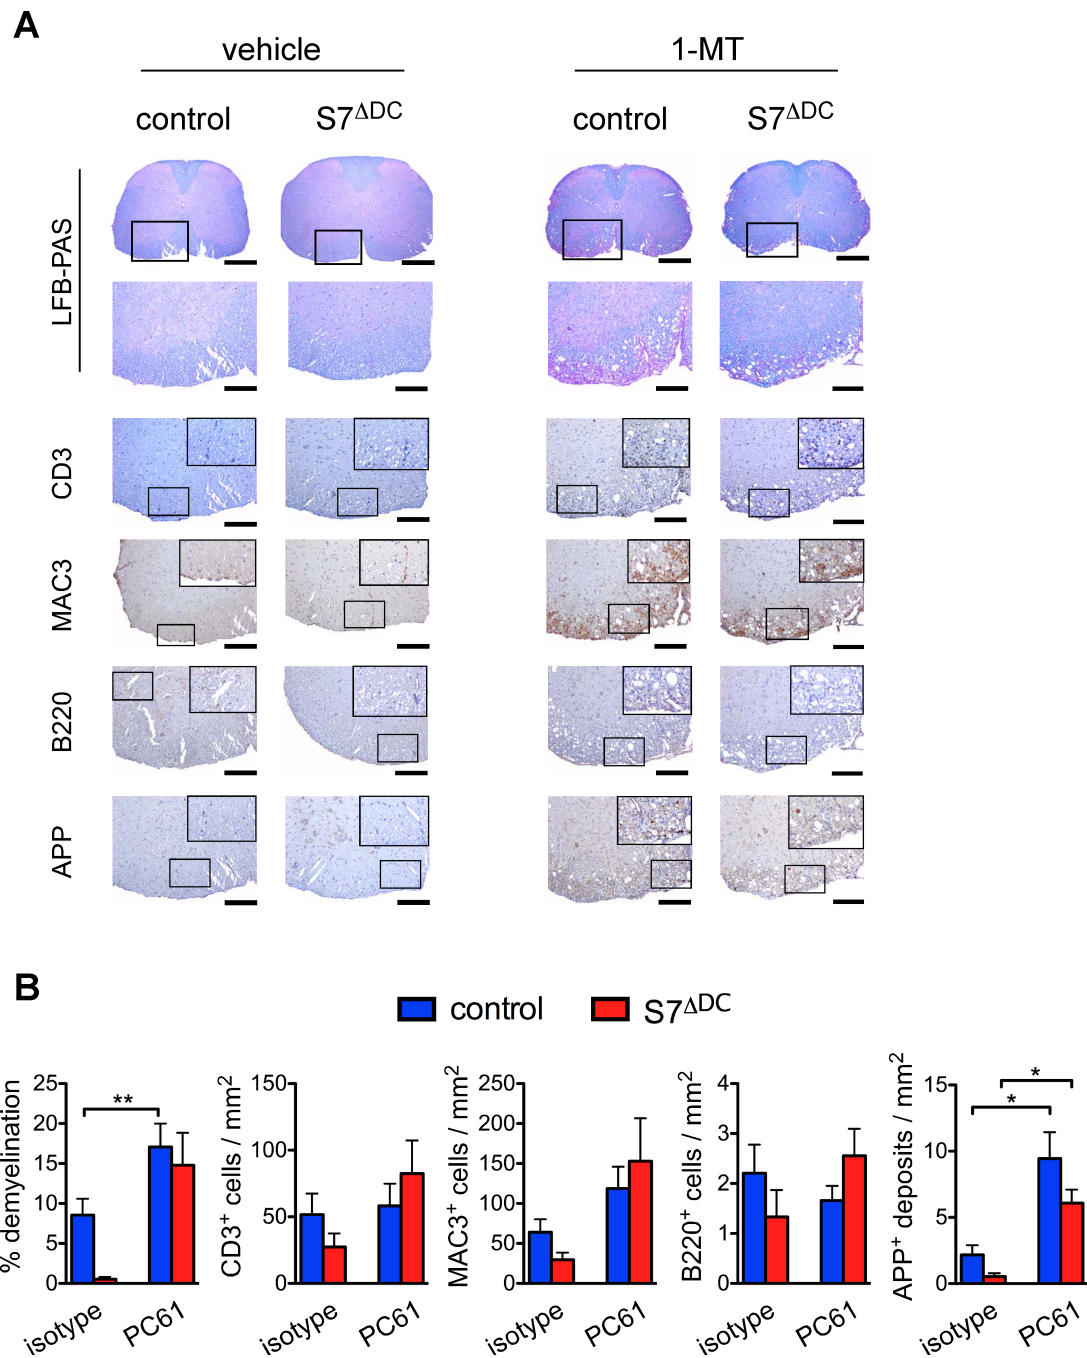 A
vehicle 1-MT
control S7ΔDC control S7ΔDC
LFB-PAS
CD3
MAC3
B220
APP
B
control S7ΔDC
% demyelination
25
20
15
10
5
0
**
isotype PC61
CD3+ cells / mm2
150
100
50
0
isotype PC61
MAC3+ cells / mm2
250
200
150
100
50
0
isotype PC61
B220+ cells / mm2
4
3
2
1
0
isotype PC61
APP+ deposits / mm2
15
10
5
0
*
*
isotype PC61